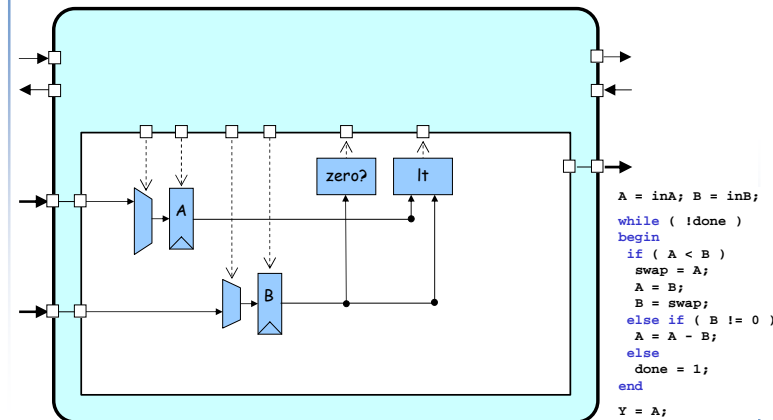 zero?
lt
A
B
A = inA; B = inB;
while ( !done )
begin
if ( A < B )
swap = A;
A = B;
B = swap;
else if ( B != 0 )
A = A - B;
else
done = 1;
end
Y = A;